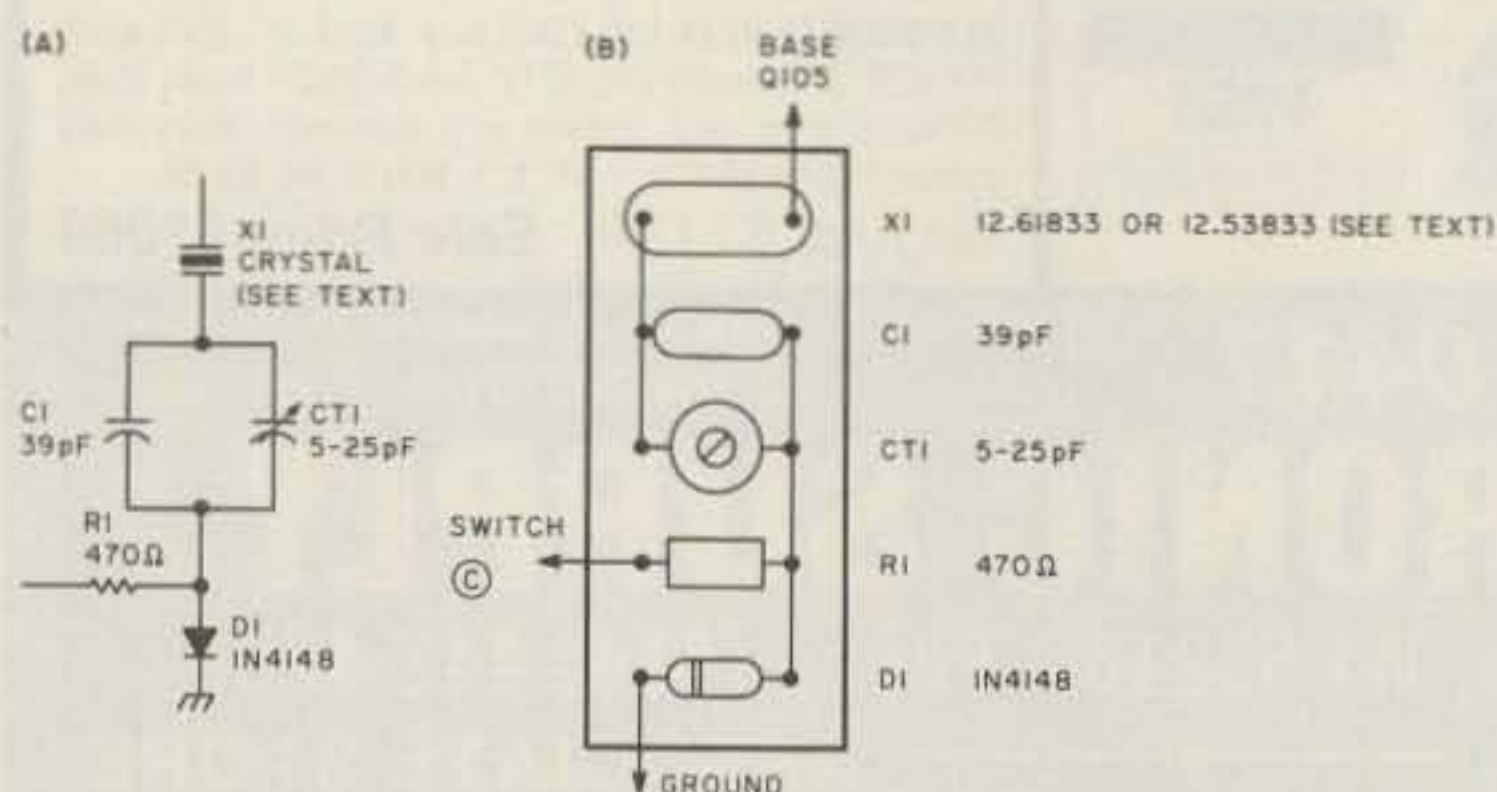 (A)
X1
CRYSTAL
(SEE TEXT)
C1
39pF
CT1
5-25pF
R1
470Ω
D1
1N4148
(B)
BASE
Q105
SWITCH
C
GROUND
X1 12.61833 OR 12.53833 (SEE TEXT)
C1 39pF
CT1 5-25pF
R1 470Ω
D1 1N4148